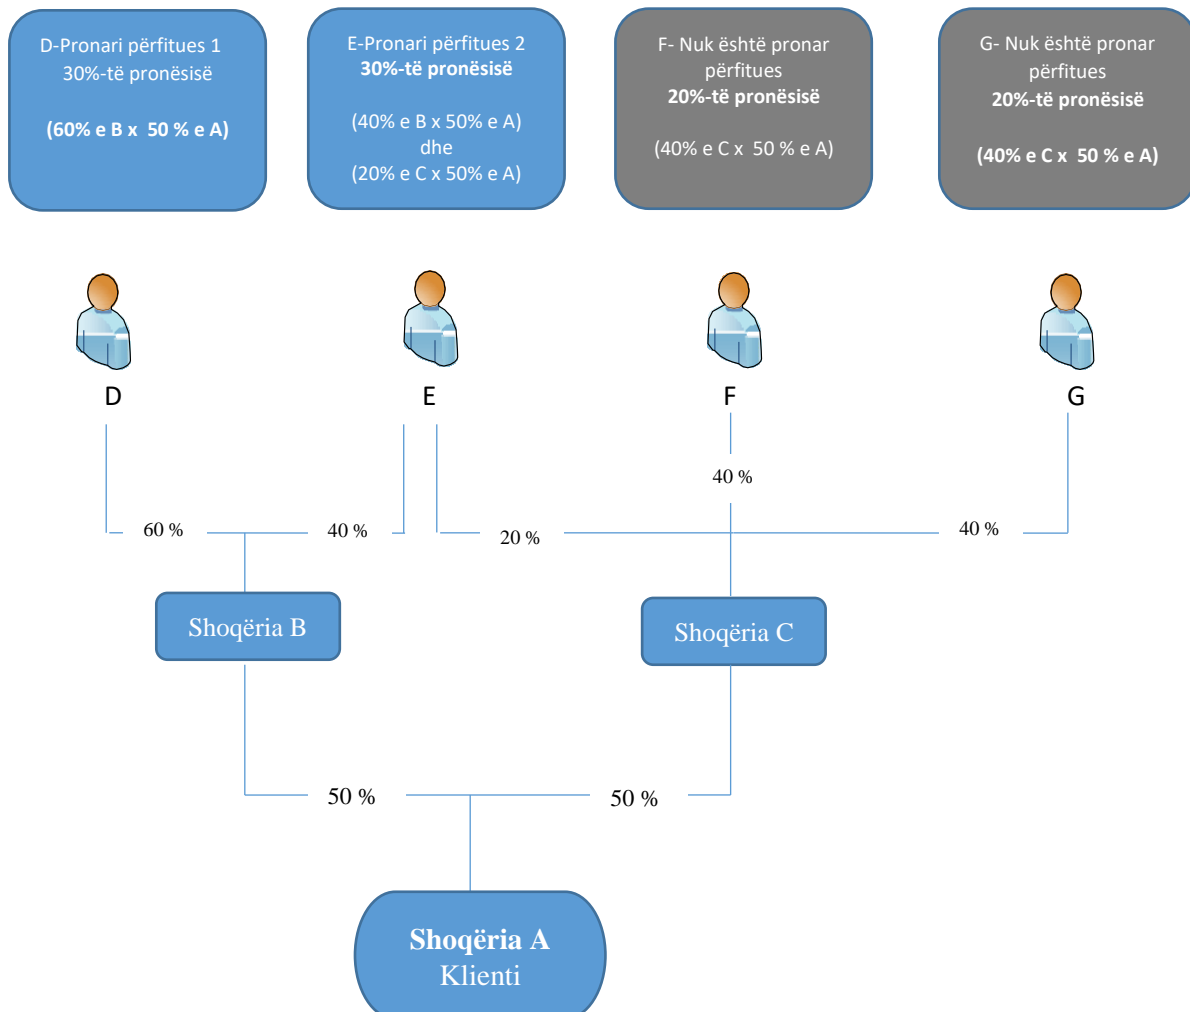 D-Pronari përfitues 1
30%-të pronësisë
(60% e B x  50 % e A)
E-Pronari përfitues 2
30%-të pronësisë
(40% e B x 50% e A)
dhe
(20% e C x 50% e A)
F- Nuk është pronar
përfitues
20%-të pronësisë
(40% e C x  50 % e A)
G- Nuk është pronar
përfitues
20%-të pronësisë
(40% e C x  50 % e A)
D
E
F
G
40 %
60 %
40 %
20 %
40 %
Shoqëria B
Shoqëria C
50 %
50 %
Shoqëria A
Klienti